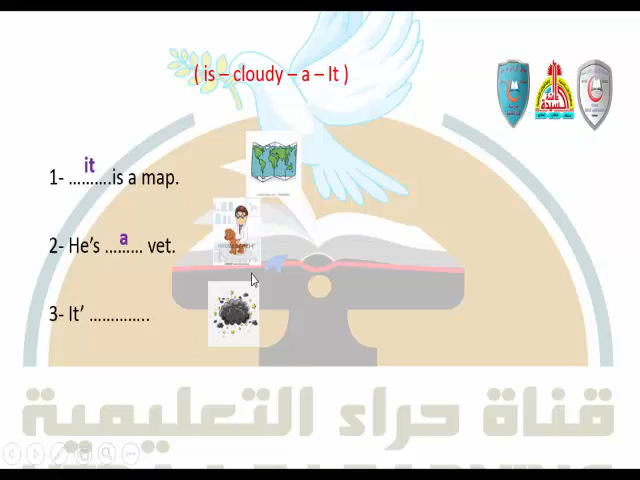 ( is – cloudy – a – It )
it
1- ………..is a map.
a
2- He’s ……… vet.
3- It’ …………..
قناة حراء التعليمية